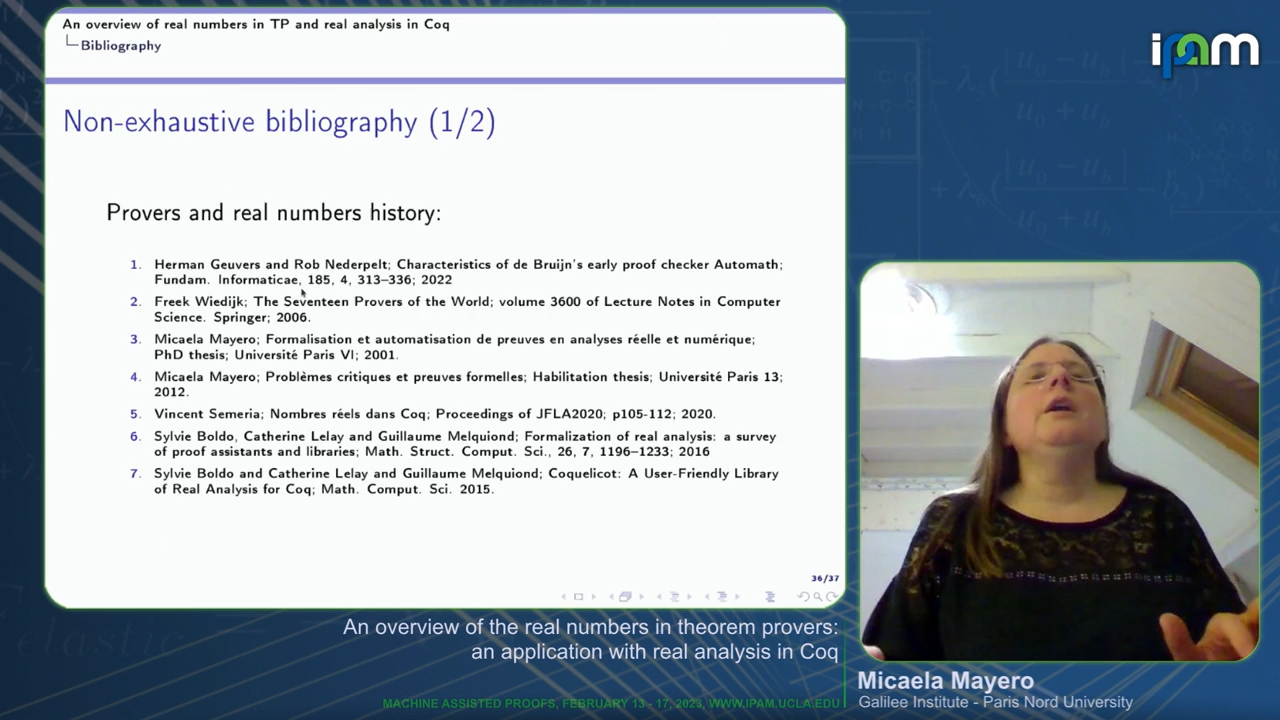 An overview of real numbers in TP and real analysis in Coq
Bibliography
ipam
Non-exhaustive bibliography (1/2)
Provers and real numbers history:
1. Herman Geuvers and Rob Nederpelt; Characteristics of de Bruijn's early proof checker Automath;
Fundam. Informaticae, 185, 4, 313–336; 2022
2. Freek Wiedijk; The Seventeen Provers of the World; volume 3600 of Lecture Notes in Computer
Science. Springer; 2006.
3. Micaela Mayero; Formalisation et automatisation de preuves en analyses réelle et numérique;
PhD thesis; Université Paris VI; 2001.
4. Micaela Mayero; Problèmes critiques et preuves formelles; Habilitation thesis; Université Paris 13;
2012.
5. Vincent Semeria; Nombres réels dans Coq; Proceedings of JFLA2020; p105-112; 2020.
6. Sylvie Boldo, Catherine Lelay and Guillaume Melquiond; Formalization of real analysis: a survey
of proof assistants and libraries; Math. Struct. Comput. Sci., 26, 7, 1196–1233; 2016
7. Sylvie Boldo and Catherine Lelay and Guillaume Melquiond; Coquelicot: A User-Friendly Library
of Real Analysis for Coq; Math. Comput. Sci. 2015.
36/37
An overview of the real numbers in theorem provers:
an application with real analysis in Coq
MACHINE ASSISTED PROOFS, FEBRUARY 13 - 17, 2023, WWW.IPAM.UCLA.EDU
Micaela Mayero
Galilee Institute - Paris Nord University
elastic